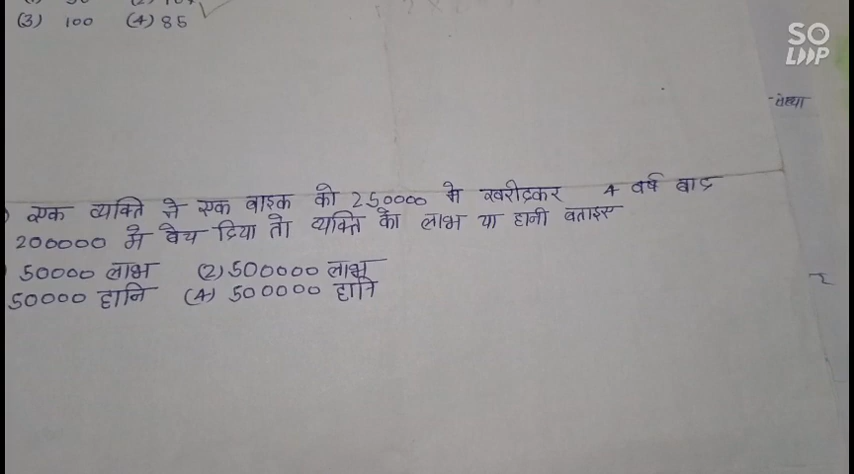 (3) 100 (4) 85
SO
LOOP
संख्या
एक व्यक्ति ने एक बाइक को 250000 मे खरीदकर 4 वर्ष बाद
200000 मे बेच दिया तो व्यक्ति का लाभ या हानी बताइए
50000 लाभ (2) 500000 लाभ
50000 हानि (4) 500000 हानि